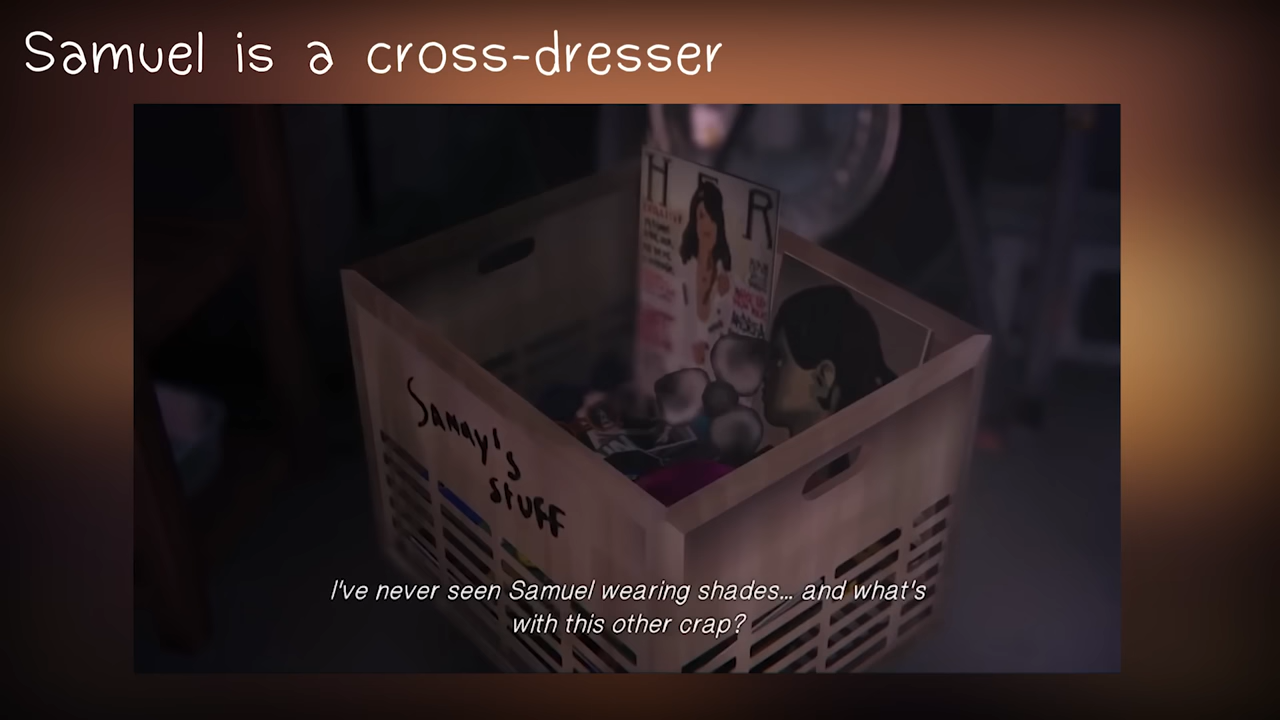 Samuel is a cross-dresser
HER
Sammy's
stuff
I've never seen Samuel wearing shades... and what's
with this other crap?